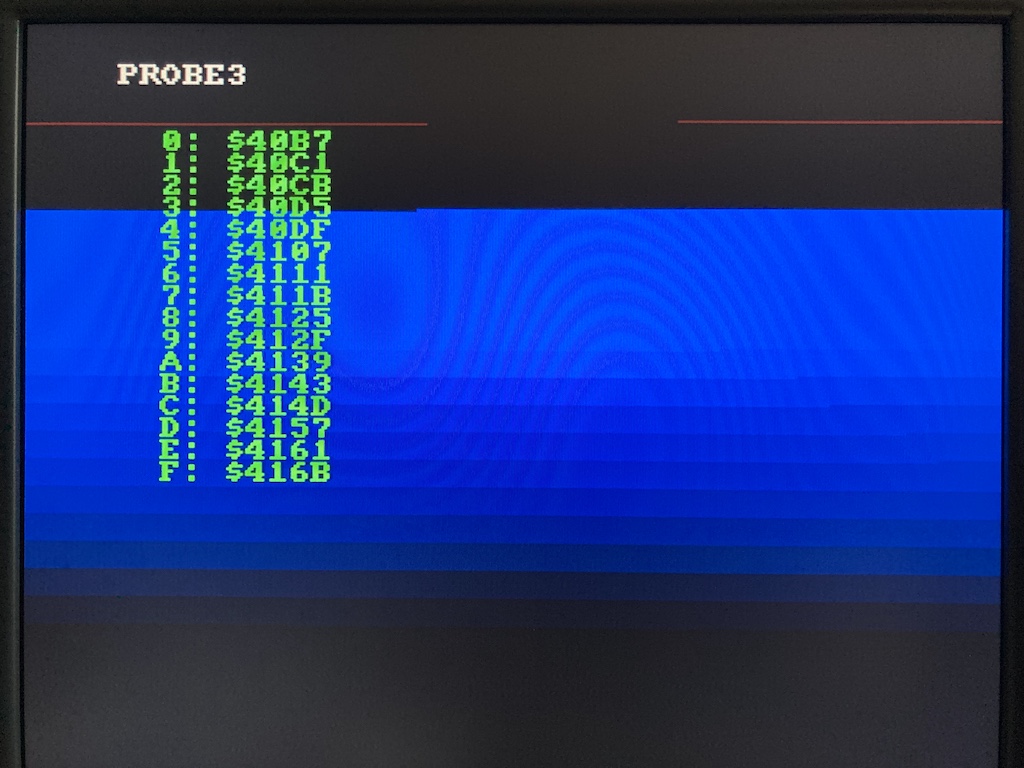 PROBE3
0: $40B7
1: $40C1
2: $40CB
3: $40D5
4: $40DF
5: $4107
6: $4111
7: $411B
8: $4125
9: $412F
A: $4139
B: $4143
C: $414D
D: $4157
E: $4161
F: $416B